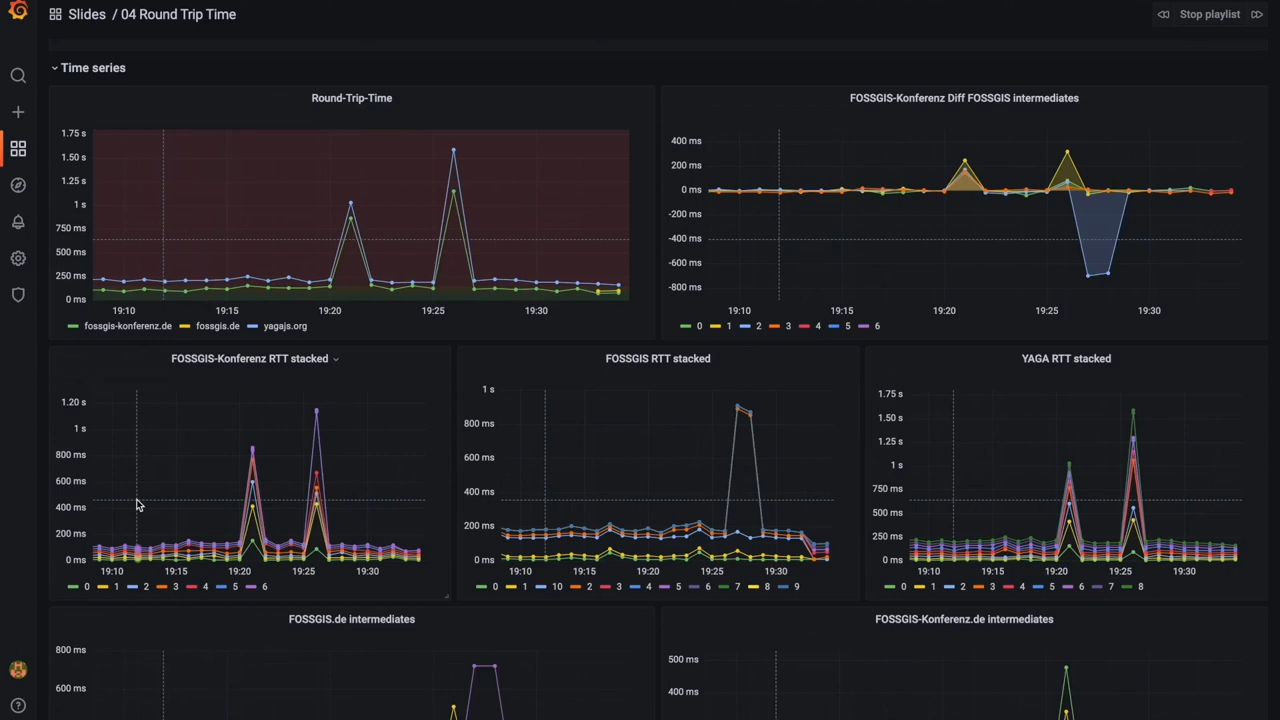 Slides / 04 Round Trip Time
Stop playlist
Time series
Round-Trip-Time
1.75 s
1.50 s
1.25 s
1 s
750 ms
500 ms
250 ms
0 ms
19:10 19:15 19:20 19:25 19:30
fossgis-konferenz.de fossgis.de yagajs.org
FOSSGIS-Konferenz Diff FOSSGIS intermediates
400 ms
200 ms
0 ms
-200 ms
-400 ms
-600 ms
-800 ms
19:10 19:15 19:20 19:25 19:30
0 1 2 3 4 5 6
FOSSGIS-Konferenz RTT stacked
1.20 s
1 s
800 ms
600 ms
400 ms
200 ms
0 ms
19:10 19:15 19:20 19:25 19:30
0 1 2 3 4 5 6
FOSSGIS RTT stacked
1 s
800 ms
600 ms
400 ms
200 ms
0 ms
19:10 19:15 19:20 19:25 19:30
0 1 10 2 3 4 5 6 7 8 9
YAGA RTT stacked
1.75 s
1.50 s
1.25 s
1 s
750 ms
500 ms
250 ms
0 ms
19:10 19:15 19:20 19:25 19:30
0 1 2 3 4 5 6 7 8
FOSSGIS.de intermediates
800 ms
600 ms
FOSSGIS-Konferenz.de intermediates
500 ms
400 ms